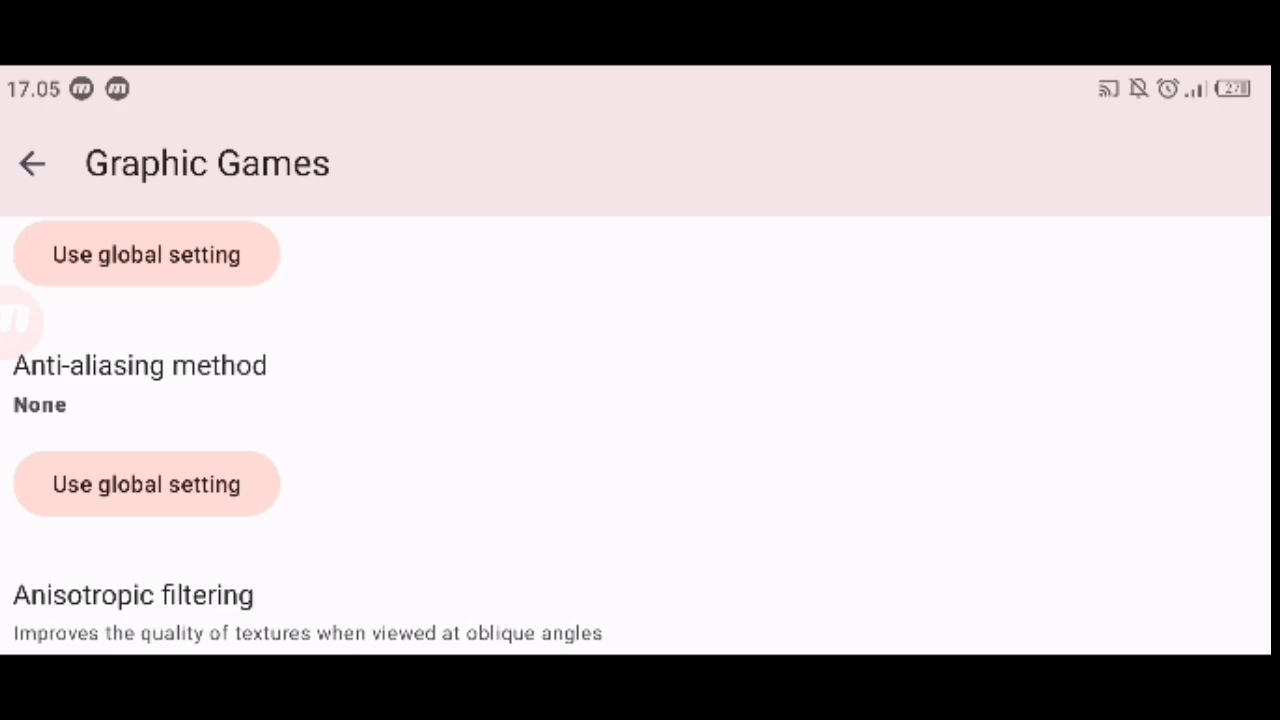 17.05
27
Graphic Games
Use global setting
Anti-aliasing method
None
Use global setting
Anisotropic filtering
Improves the quality of textures when viewed at oblique angles